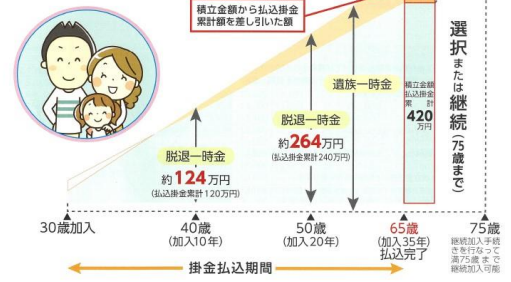 積立金額から払込掛金
累計額を差し引いた額
遺族一時金
脱退一時金
約264万円
(払込掛金累計240万円)
脱退一時金
約124万円
(払込掛金累計120万円)
積立金額
払込掛金
累計
420
万円
選択または継続(75歳まで)
30歳加入
40歳
(加入10年)
50歳
(加入20年)
65歳
(加入35年)
払込完了
75歳
継続加入手続
きを行なって
満75歳まで
継続加入可能
掛金払込期間